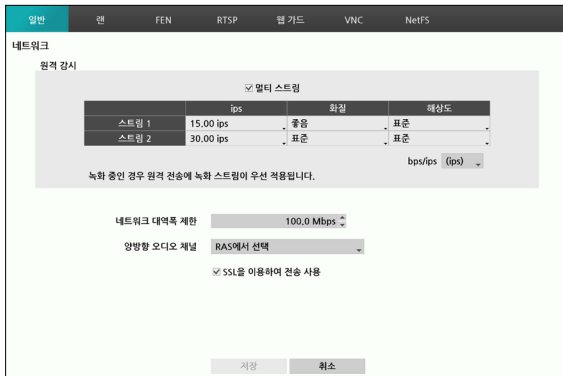 일반 랜 FEN RTSP 웹 가드 VNC NetFS
네트워크
원격 감시
멀티 스트림
ips 화질 해상도
스트림 1 15.00 ips 좋음 표준
스트림 2 30.00 ips 표준 표준
bps/ips (ips)
녹화 중인 경우 원격 전송에 녹화 스트림이 우선 적용됩니다.
네트워크 대역폭 제한 100.0 Mbps
양방향 오디오 채널 RAS에서 선택
SSL을 이용하여 전송 사용
저장 취소